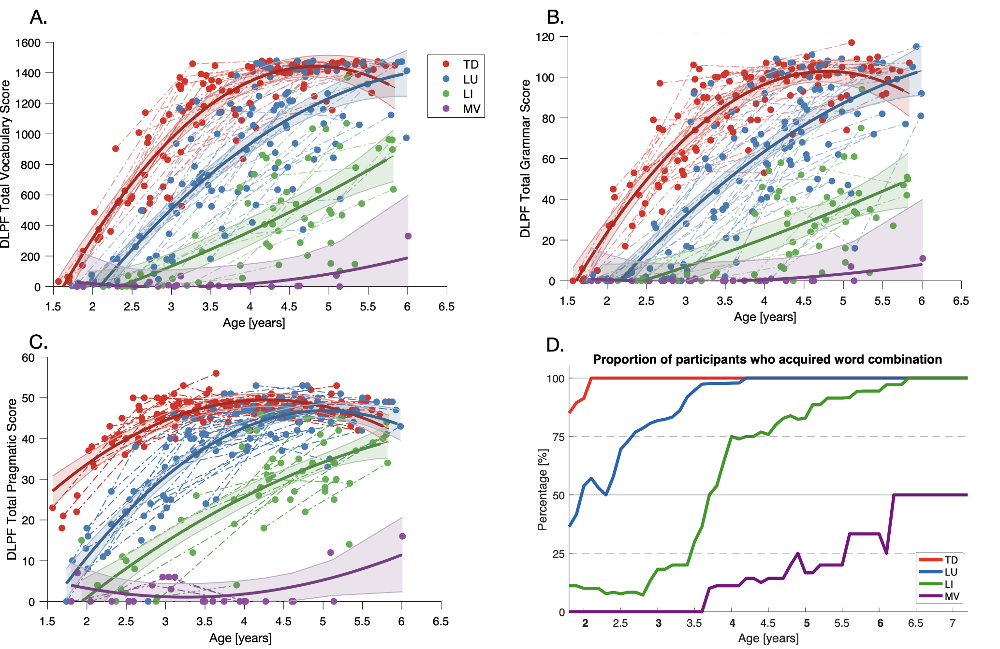 A.
DLPF Total Vocabulary Score
1600
1400
1200
1000
800
600
400
200
0
1.5 2 2.5 3 3.5 4 4.5 5 5.5 6 6.5
Age [years]
TD
LU
LI
MV
B.
DLPF Total Grammar Score
120
100
80
60
40
20
0
1.5 2 2.5 3 3.5 4 4.5 5 5.5 6 6.5
Age [years]
C.
DLPF Total Pragmatic Score
60
50
40
30
20
10
0
1.5 2 2.5 3 3.5 4 4.5 5 5.5 6 6.5
Age [years]
D.
Proportion of participants who acquired word combination
Percentage [%]
100
75
50
25
0
2 2.5 3 3.5 4 4.5 5 5.5 6 6.5 7
Age [years]
TD
LU
LI
MV